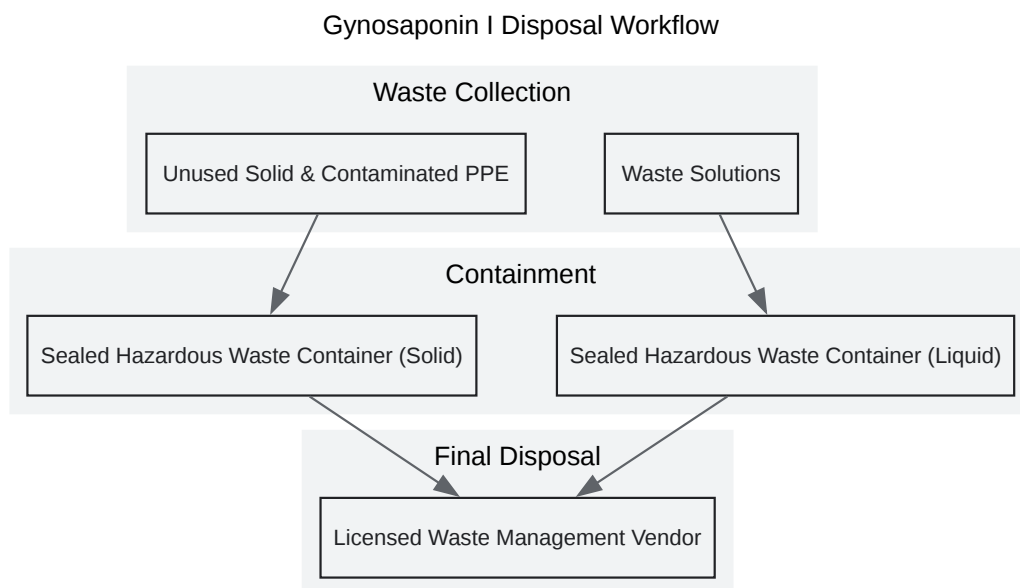 Gynosaponin I Disposal Workflow
Waste Collection
Unused Solid & Contaminated PPE
Waste Solutions
Containment
Sealed Hazardous Waste Container (Solid)
Sealed Hazardous Waste Container (Liquid)
Final Disposal
Licensed Waste Management Vendor